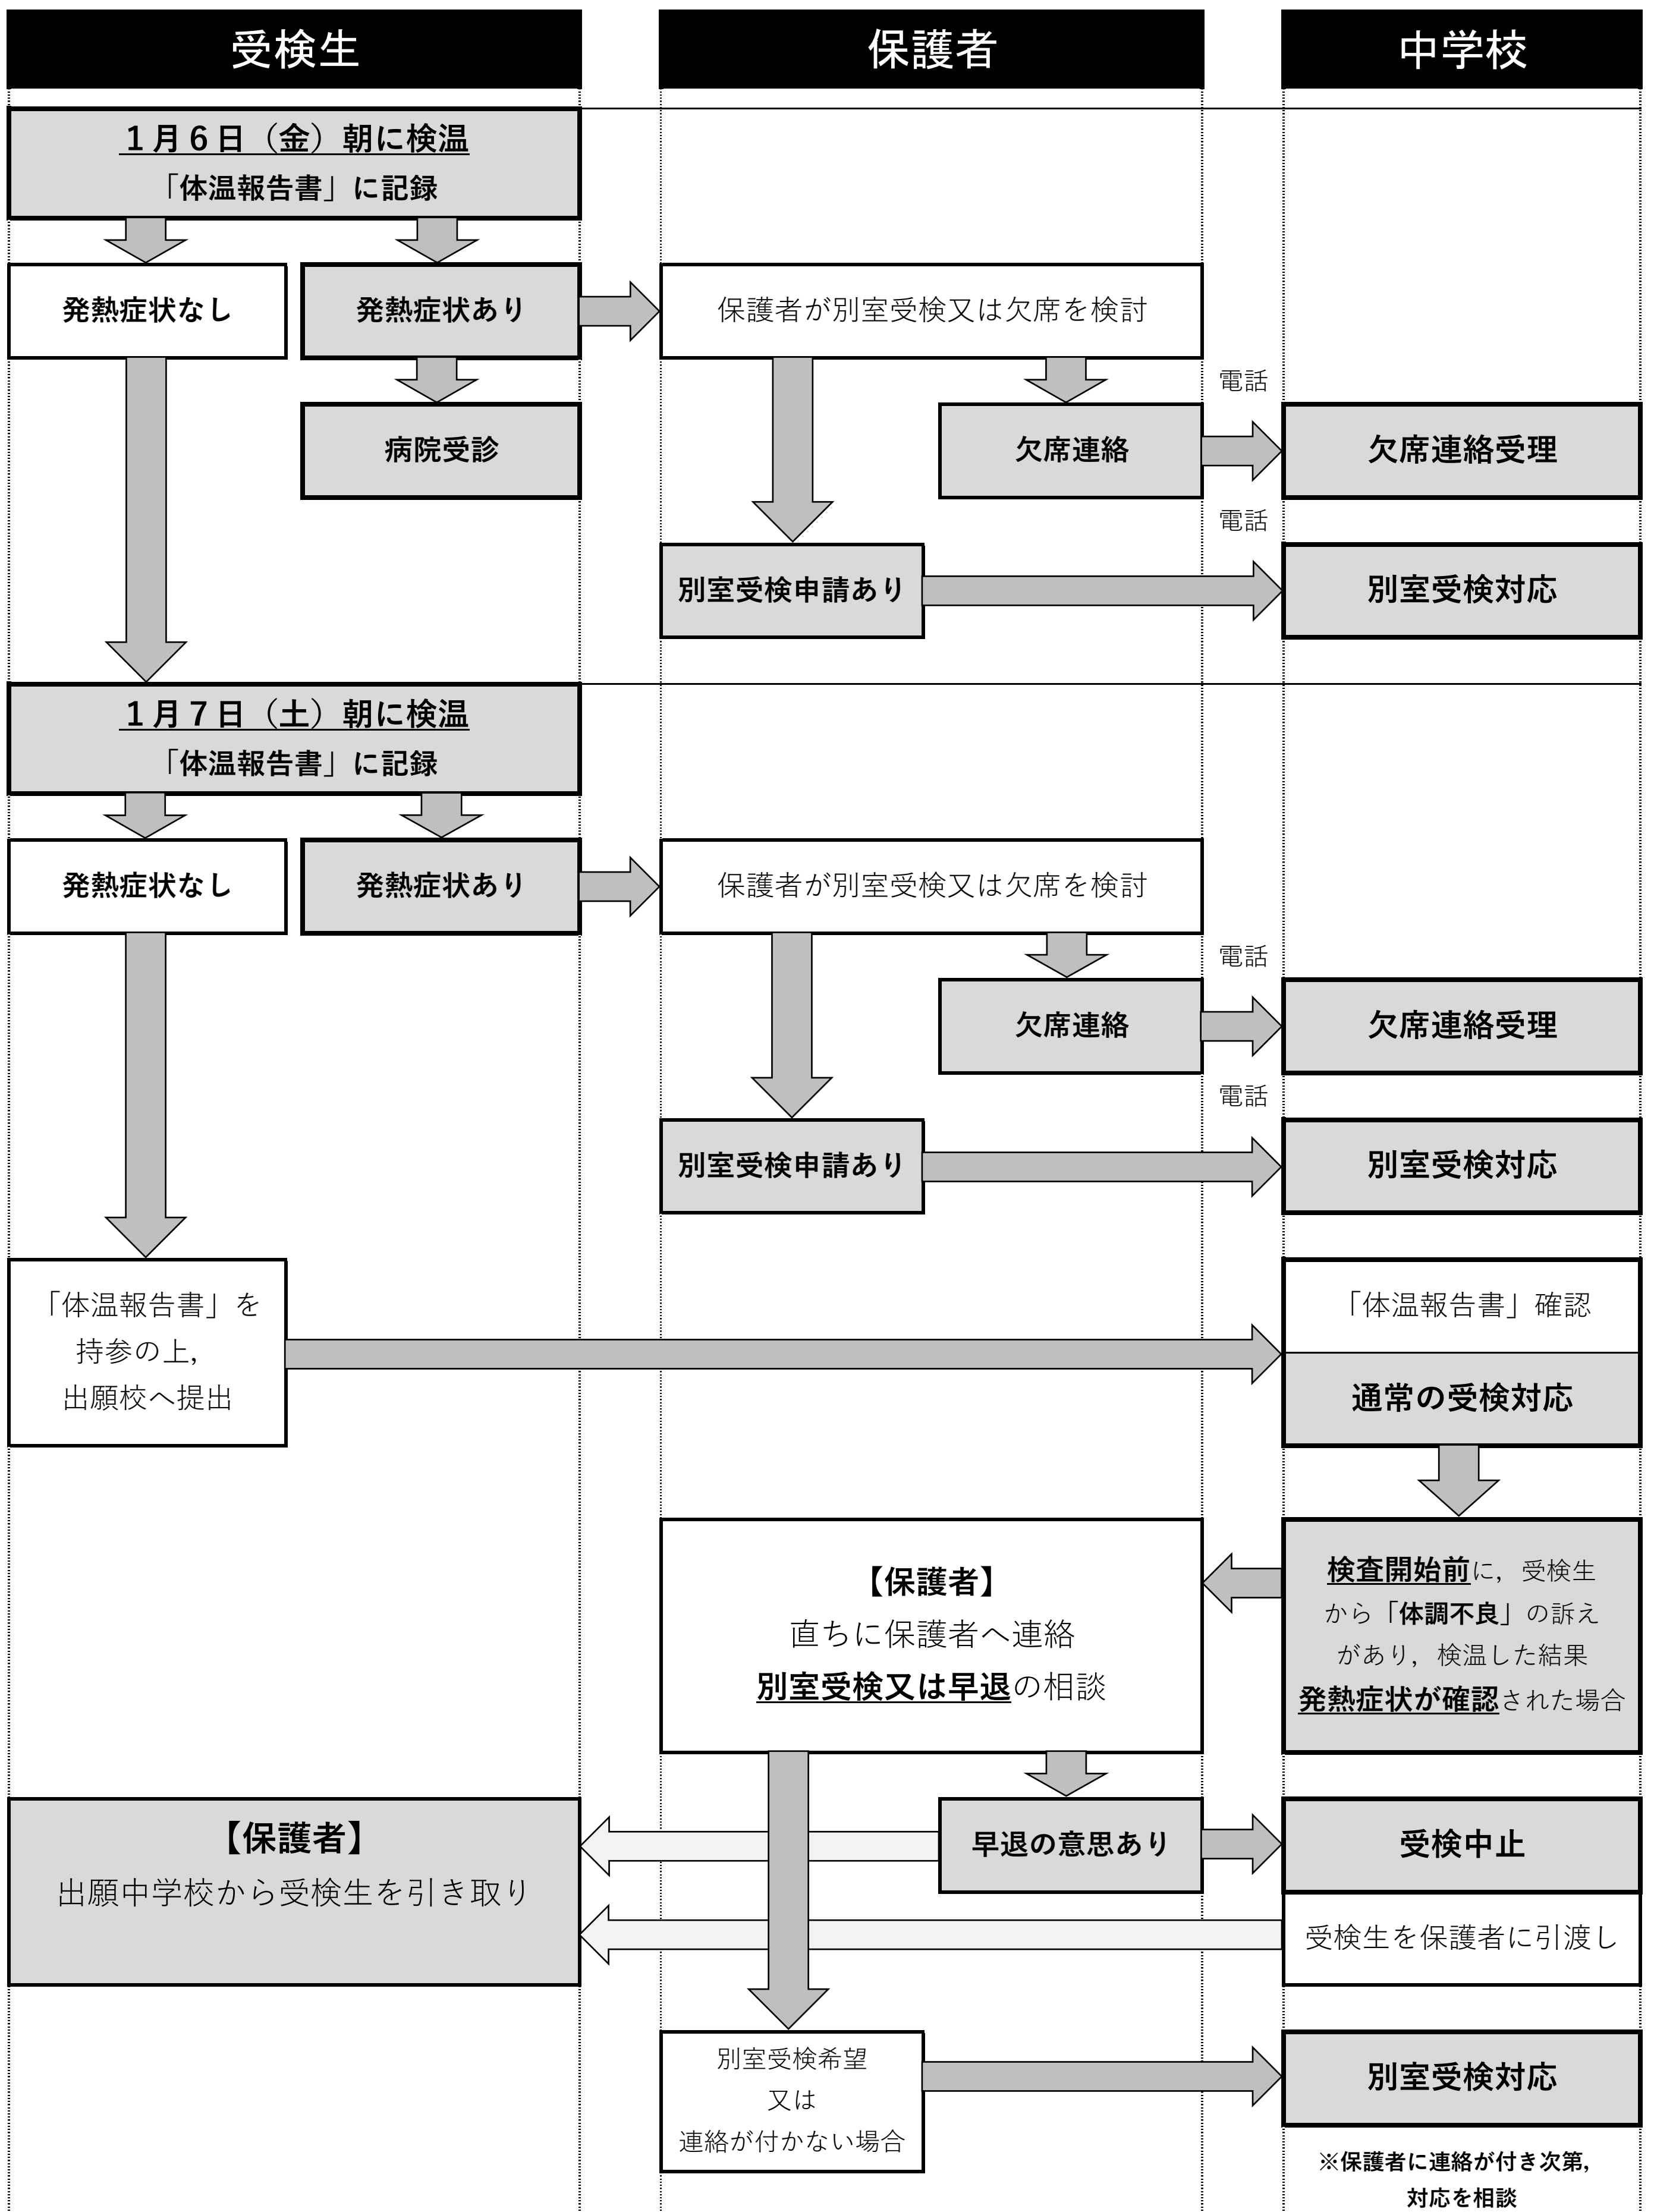 受検生
保護者
中学校
１月６日（金）朝に検温
「体温報告書」に記録
発熱症状なし
発熱症状あり
保護者が別室受検又は欠席を検討
病院受診
欠席連絡
電話
欠席連絡受理
別室受検申請あり
電話
別室受検対応
１月７日（土）朝に検温
「体温報告書」に記録
発熱症状なし
発熱症状あり
保護者が別室受検又は欠席を検討
欠席連絡
電話
欠席連絡受理
別室受検申請あり
電話
別室受検対応
「体温報告書」を
持参の上，
出願校へ提出
「体温報告書」確認
通常の受検対応
検査開始前に，受検生
から「体調不良」の訴え
があり，検温した結果
発熱症状が確認された場合
【保護者】
直ちに保護者へ連絡
別室受検又は早退の相談
早退の意思あり
受検中止
受検生を保護者に引渡し
【保護者】
出願中学校から受検生を引き取り
別室受検希望
又は
連絡が付かない場合
別室受検対応
※保護者に連絡が付き次第，
対応を相談